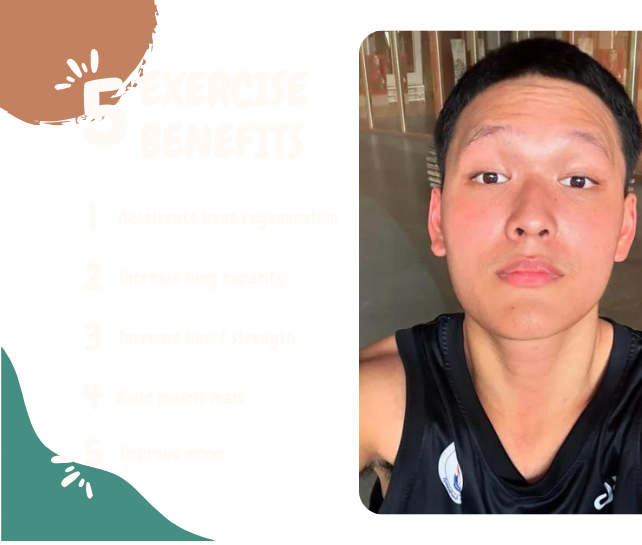 5 EXERCISE
BENEFITS
1 Accelerate bone regeneration
2 Increase lung capacity
3 Increase heart strength
4 Build muscle mass
5 Improve mood